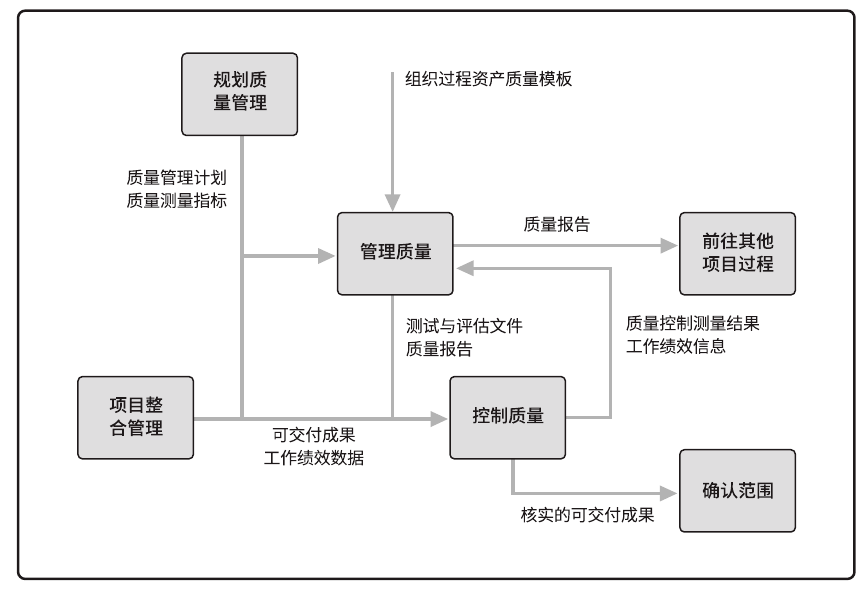 规划质
量管理
组织过程资产质量模板
质量管理计划
质量测量指标
管理质量
质量报告
前往其他
项目过程
测试与评估文件
质量报告
质量控制测量结果
工作绩效信息
项目整
合管理
可交付成果
工作绩效数据
控制质量
核实的可交付成果
确认范围